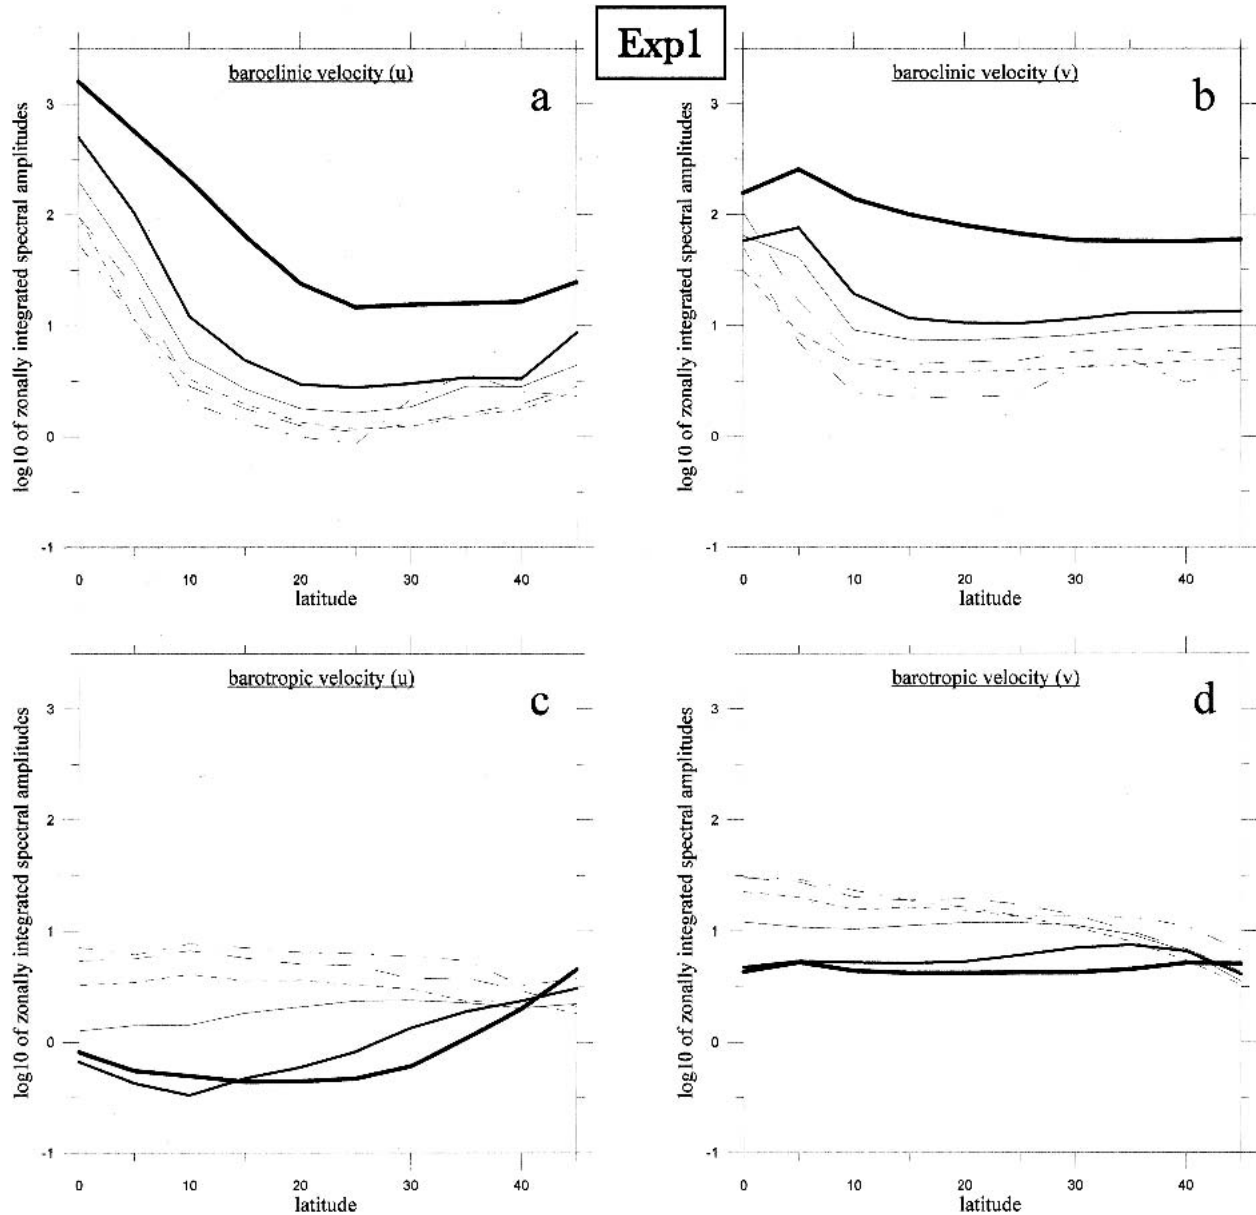 Exp1
baroclinic velocity (u)
a
log10 of zonally integrated spectral amplitudes
3
2
1
0
-1
0 10 20 30 40
latitude
baroclinic velocity (v)
b
log10 of zonally integrated spectral amplitudes
3
2
1
0
-1
0 10 20 30 40
latitude
barotropic velocity (u)
c
log10 of zonally integrated spectral amplitudes
3
2
1
0
-1
0 10 20 30 40
latitude
barotropic velocity (v)
d
log10 of zonally integrated spectral amplitudes
3
2
1
0
-1
0 10 20 30 40
latitude